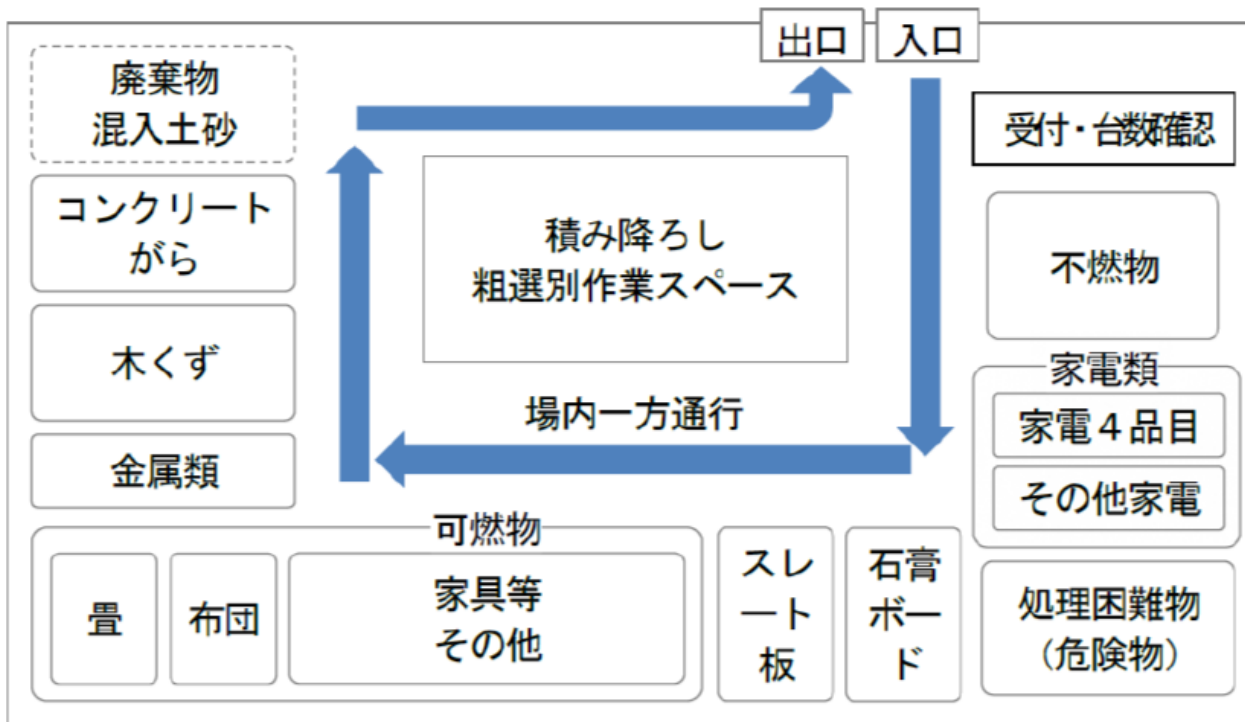 出口
入口
廃棄物
混入土砂
受付・台数確認
コンクリート
がら
積み降ろし
粗選別作業スペース
不燃物
木くず
家電類
場内一方通行
家電４品目
金属類
その他家電
可燃物
畳
布団
家具等
その他
スレ
ート
板
石膏
ボー
ド
処理困難物
（危険物）